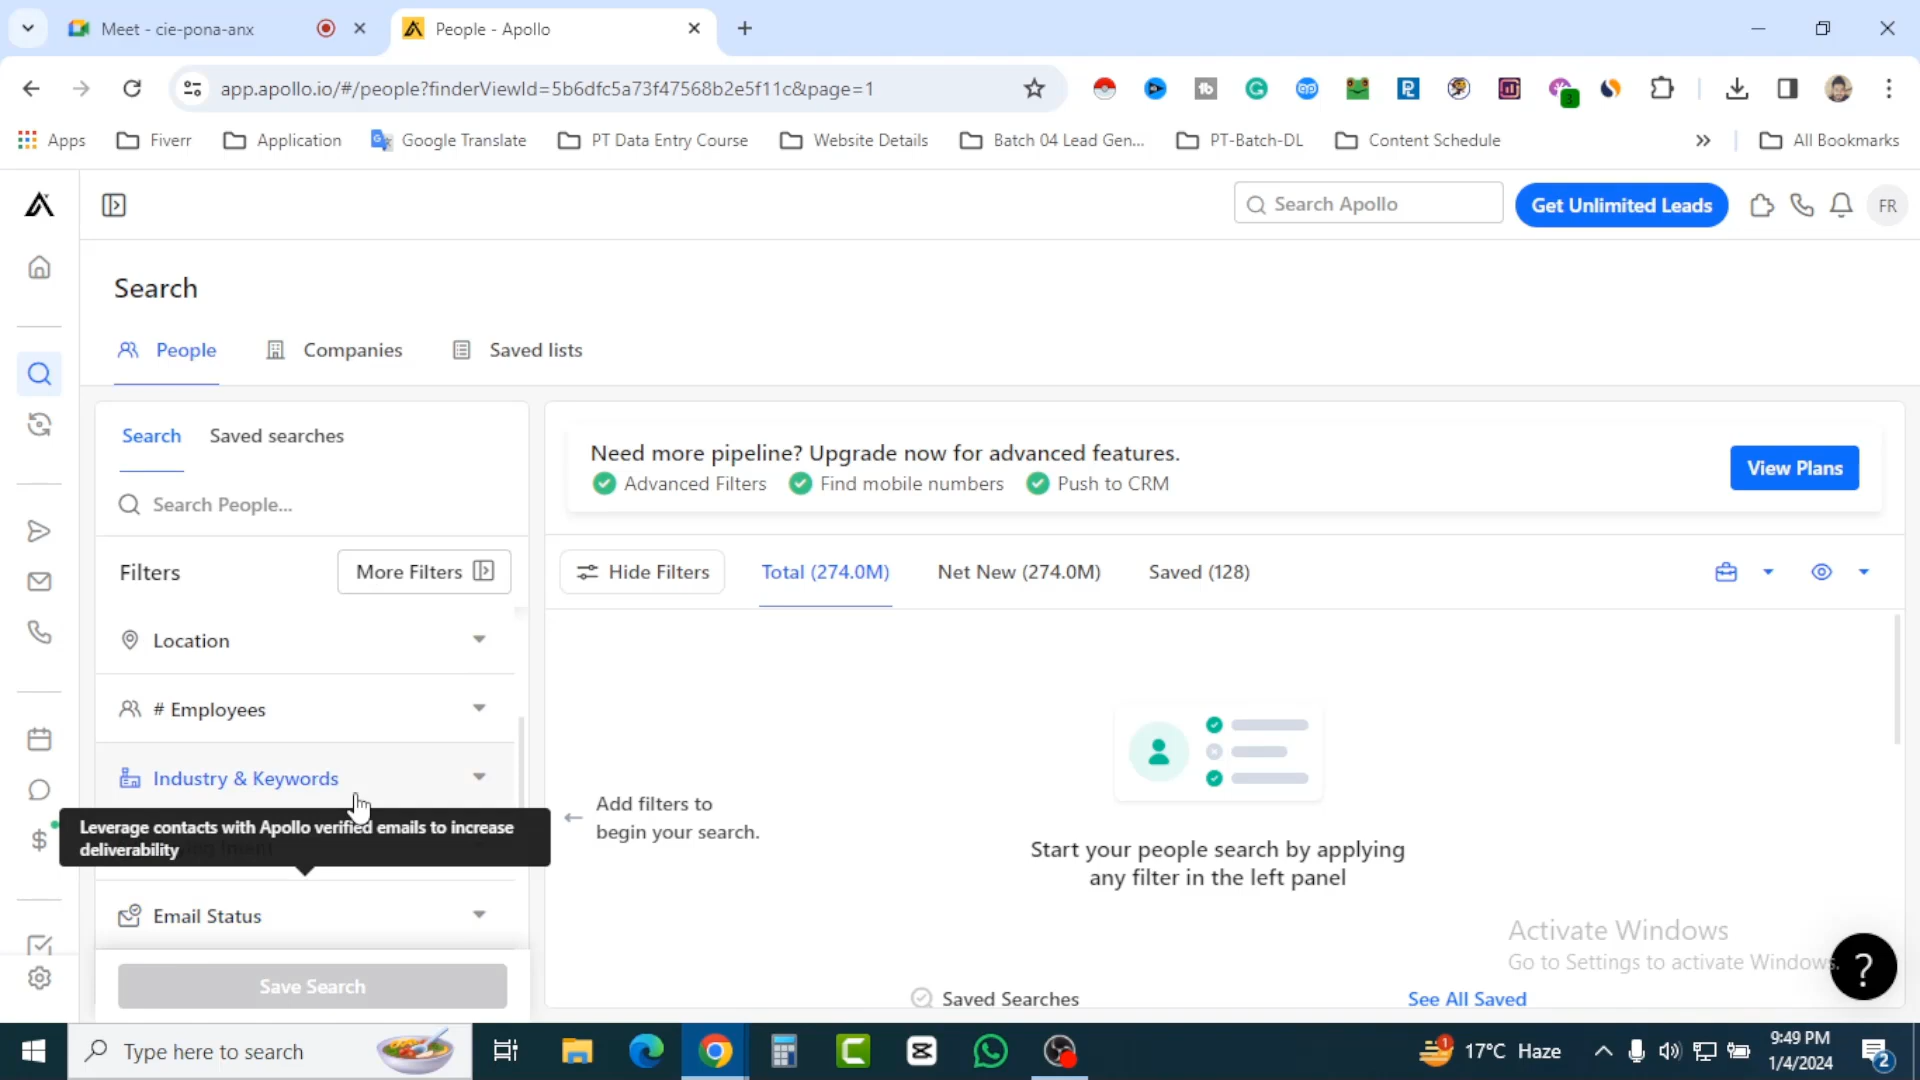 Meet - cie-pona-anx
People - Apollo
app.apollo.io/#/people?finderViewId=5b6dfc5a73f47568b2e5f11c&page=1
3
Apps
Fiverr
Application
Google Translate
PT Data Entry Course
Website Details
Batch 04 Lead Gen...
PT-Batch-DL
Content Schedule
All Bookmarks
Search Apollo
Get Unlimited Leads
FR
Search
People
Companies
Saved lists
Search
Saved searches
Search People...
Filters
More Filters
Location
# Employees
Industry & Keywords
Leverage contacts with Apollo verified emails to increase
deliverability
Email Status
Save Search
Need more pipeline? Upgrade now for advanced features.
Advanced Filters
Find mobile numbers
Push to CRM
View Plans
Hide Filters
Total (274.0M)
Net New (274.0M)
Saved (128)
Add filters to
begin your search.
Start your people search by applying
any filter in the left panel
Saved Searches
See All Saved
Activate Windows
Go to Settings to activate Windows.
?
Type here to search
1
17°C Haze
9:49 PM
1/4/2024
2